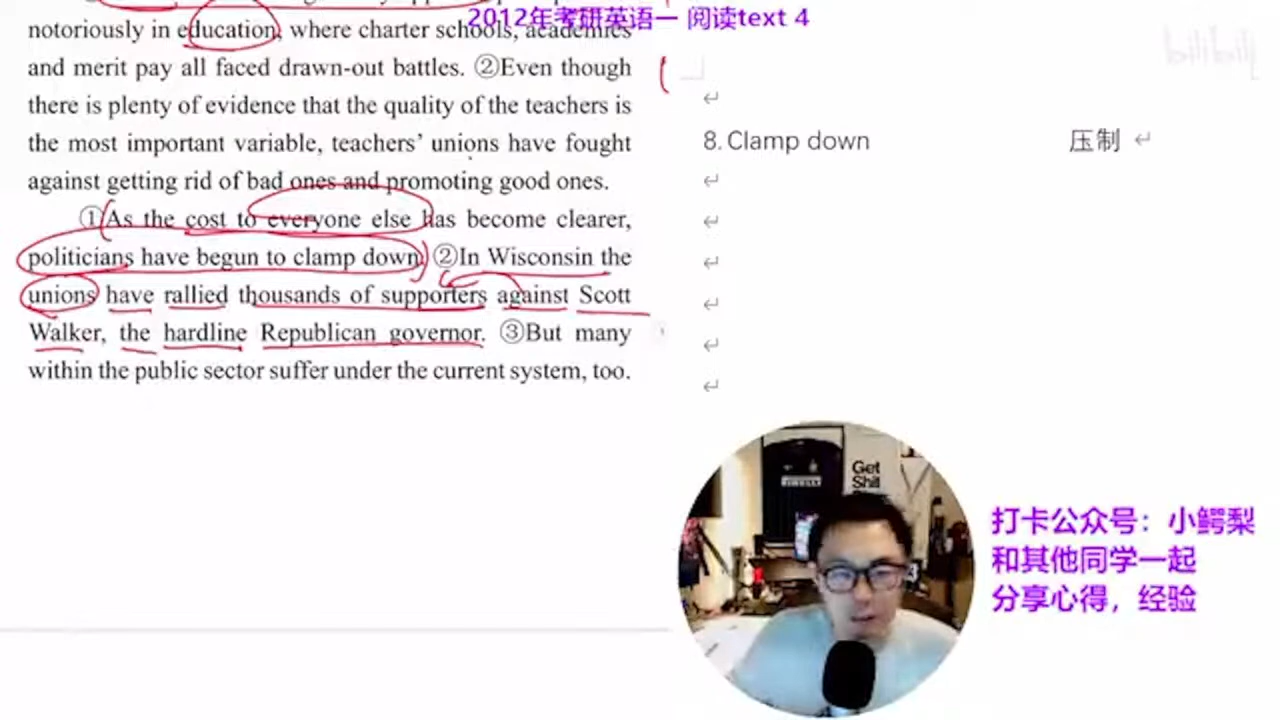 2012年考研英语一 阅读text 4
notoriously in education, where charter schools, academies
and merit pay all faced drawn-out battles. ②Even though
there is plenty of evidence that the quality of the teachers is
the most important variable, teachers’ unions have fought
against getting rid of bad ones and promoting good ones.
①As the cost to everyone else has become clearer,
politicians have begun to clamp down. ②In Wisconsin the
unions have rallied thousands of supporters against Scott
Walker, the hardline Republican governor. ③But many
within the public sector suffer under the current system, too.
bilibili
8. Clamp down 压制
Get
Shit
PIRELLI
打卡公众号：小鳄梨
和其他同学一起
分享心得，经验